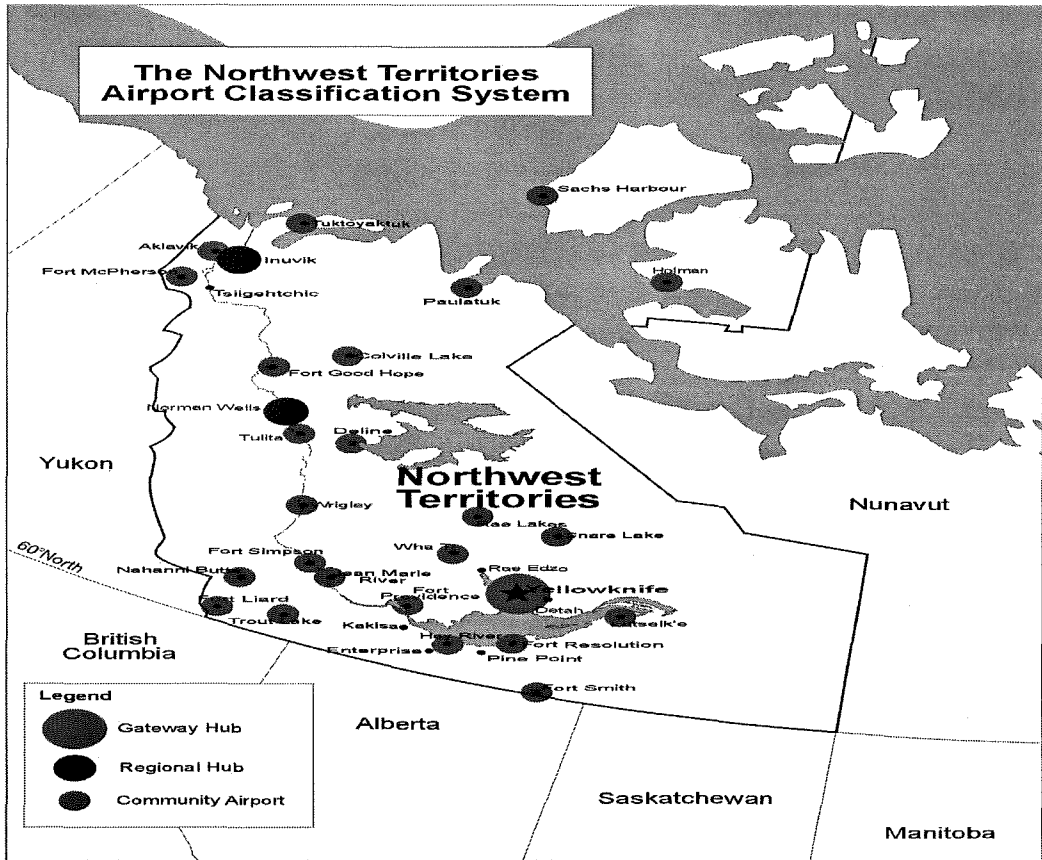 The Northwest Territories
Airport Classification System
Sachs Harbour
Tuktoyaktuk
Aklavik
Inuvik
Fort McPherson
Holman
Tsiigehtchic
Paulatuk
Colville Lake
Fort Good Hope
Norman Wells
Deline
Tulita
Yukon
Northwest
Territories
Nunavut
Wrigley
Rae Lakes
Snare Lake
60°North
Fort Simpson
Wha Ti
Rae Edzo
Nahanni Butte
Jean Marie
River
Fort
Providence
Yellowknife
Detah
Fort Liard
Trout Lake
Kakisa
Lutselk'e
Hay River
Enterprise
Fort Resolution
Pine Point
British
Columbia
Fort Smith
Legend
Gateway Hub
Regional Hub
Community Airport
Alberta
Saskatchewan
Manitoba